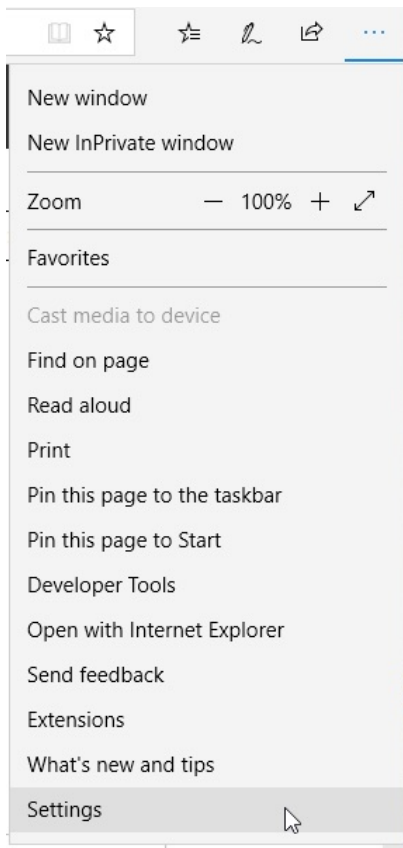 New window
New InPrivate window
Zoom — 100% +
Favorites
Cast media to device
Find on page
Read aloud
Print
Pin this page to the taskbar
Pin this page to Start
Developer Tools
Open with Internet Explorer
Send feedback
Extensions
What's new and tips
Settings